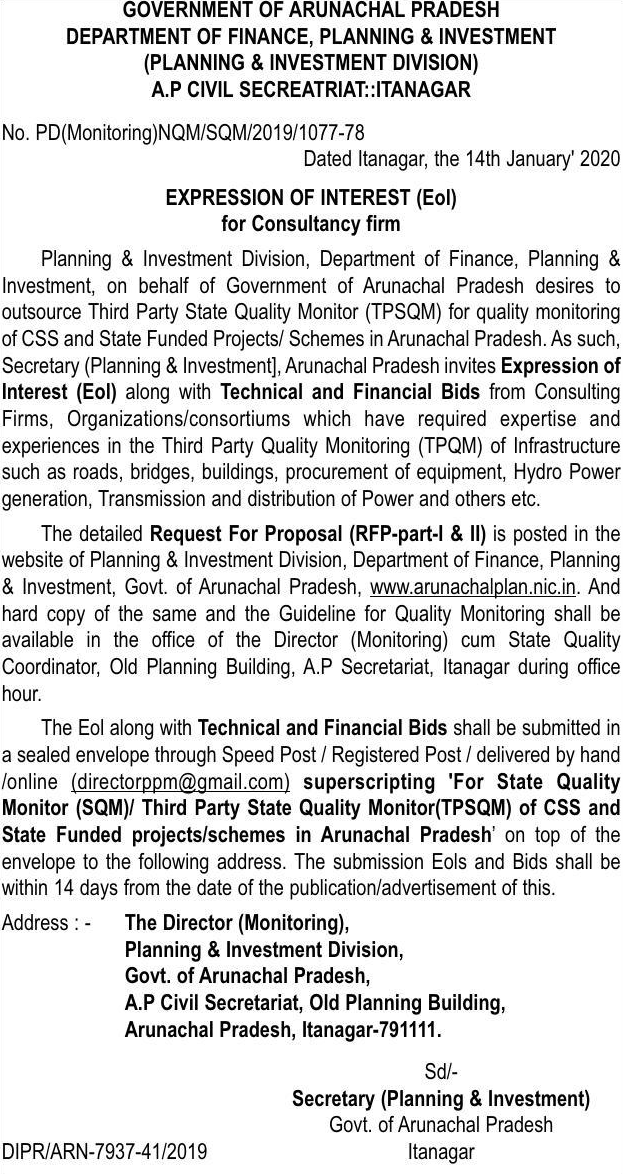 GOVERNMENT OF ARUNACHAL PRADESH
DEPARTMENT OF FINANCE, PLANNING & INVESTMENT
(PLANNING & INVESTMENT DIVISION)
A.P CIVIL SECREATRIAT::ITANAGAR
No. PD(Monitoring)NQM/SQM/2019/1077-78
Dated Itanagar, the 14th January' 2020
EXPRESSION OF INTEREST (EoI)
for Consultancy firm
Planning & Investment Division, Department of Finance, Planning &
Investment, on behalf of Government of Arunachal Pradesh desires to
outsource Third Party State Quality Monitor (TPSQM) for quality monitoring
of CSS and State Funded Projects/ Schemes in Arunachal Pradesh. As such,
Secretary (Planning & Investment], Arunachal Pradesh invites Expression of
Interest (EoI) along with Technical and Financial Bids from Consulting
Firms, Organizations/consortiums which have required expertise and
experiences in the Third Party Quality Monitoring (TPQM) of Infrastructure
such as roads, bridges, buildings, procurement of equipment, Hydro Power
generation, Transmission and distribution of Power and others etc.
The detailed Request For Proposal (RFP-part-I & II) is posted in the
website of Planning & Investment Division, Department of Finance, Planning
& Investment, Govt. of Arunachal Pradesh, www.arunachalplan.nic.in. And
hard copy of the same and the Guideline for Quality Monitoring shall be
available in the office of the Director (Monitoring) cum State Quality
Coordinator, Old Planning Building, A.P Secretariat, Itanagar during office
hour.
The EoI along with Technical and Financial Bids shall be submitted in
a sealed envelope through Speed Post / Registered Post / delivered by hand
/online (directorppm@gmail.com) superscripting 'For State Quality
Monitor (SQM)/ Third Party State Quality Monitor(TPSQM) of CSS and
State Funded projects/schemes in Arunachal Pradesh’ on top of the
envelope to the following address. The submission EoIs and Bids shall be
within 14 days from the date of the publication/advertisement of this.
Address : - The Director (Monitoring),
Planning & Investment Division,
Govt. of Arunachal Pradesh,
A.P Civil Secretariat, Old Planning Building,
Arunachal Pradesh, Itanagar-791111.
Sd/-
Secretary (Planning & Investment)
Govt. of Arunachal Pradesh
DIPR/ARN-7937-41/2019 Itanagar